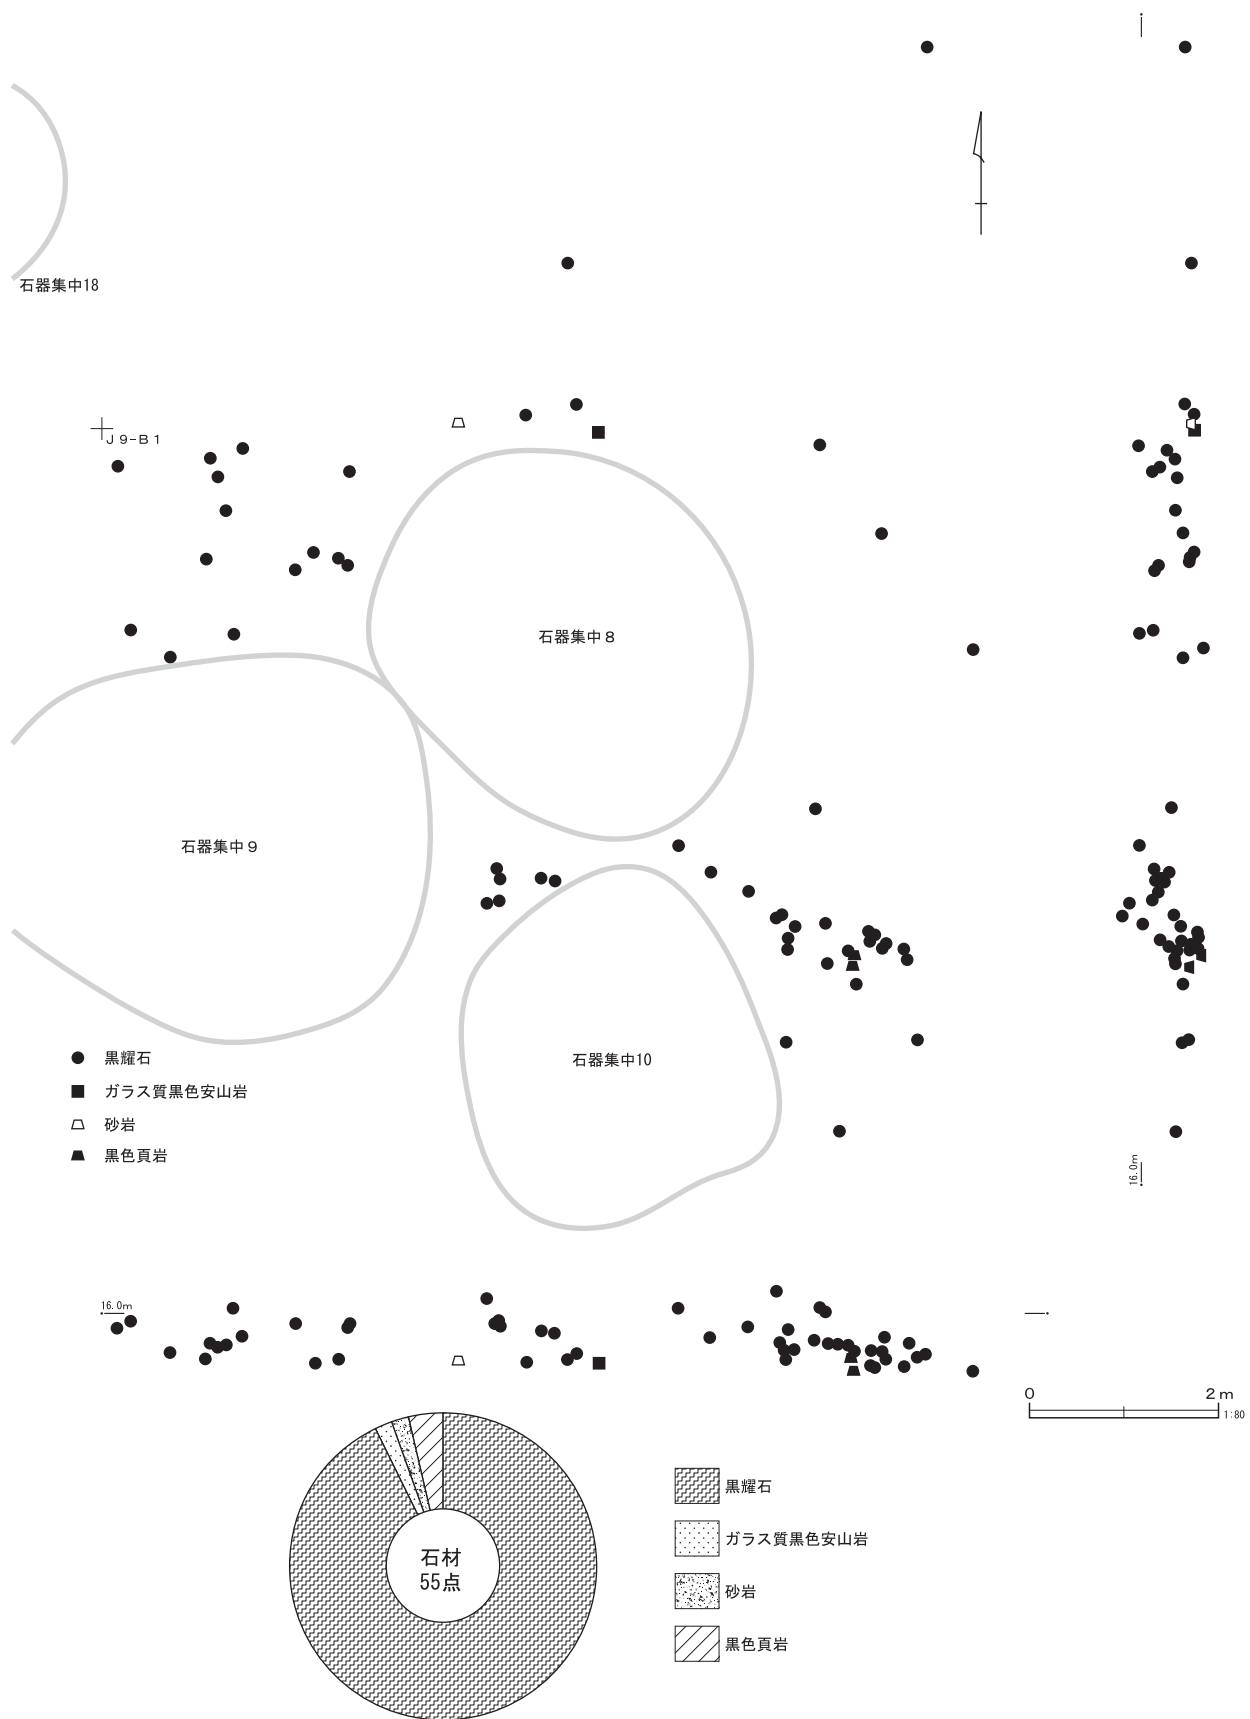 石器集中18
J9-B1
石器集中8
石器集中9
石器集中10
黒耀石
ガラス質黒色安山岩
砂岩
黒色頁岩
16.0m
16.0m
0 2m
1:80
石材
55点
黒耀石
ガラス質黒色安山岩
砂岩
黒色頁岩